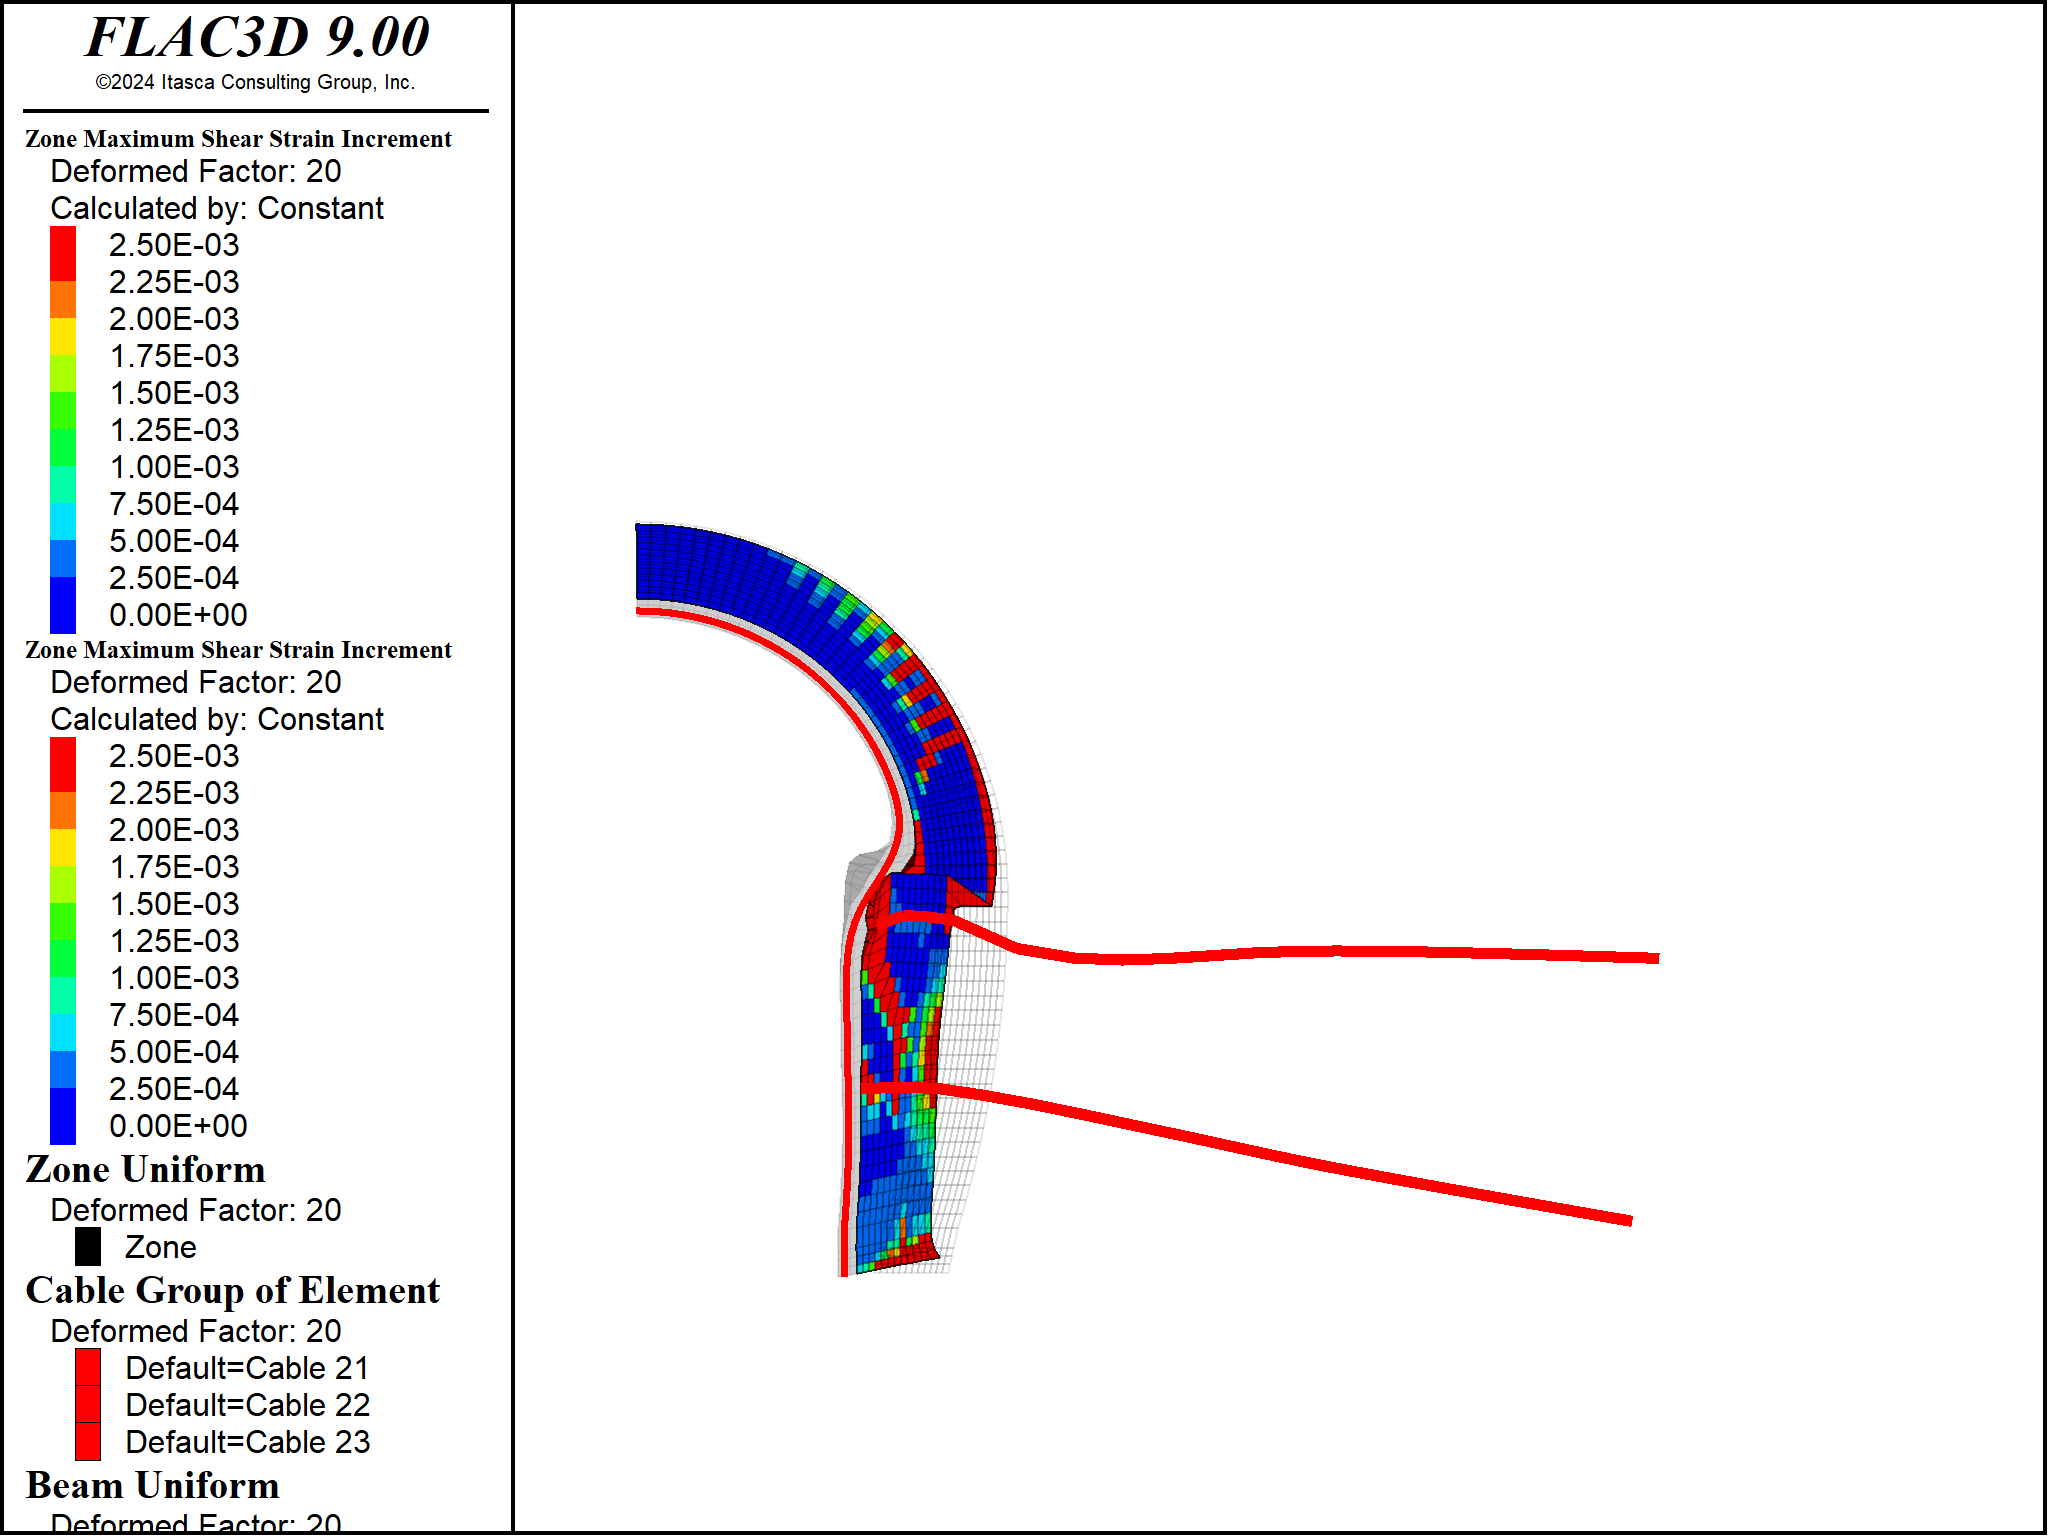 FLAC3D 9.00
©2024 Itasca Consulting Group, Inc.
Zone Maximum Shear Strain Increment
Deformed Factor: 20
Calculated by: Constant
2.50E-03
2.25E-03
2.00E-03
1.75E-03
1.50E-03
1.25E-03
1.00E-03
7.50E-04
5.00E-04
2.50E-04
0.00E+00
Zone Maximum Shear Strain Increment
Deformed Factor: 20
Calculated by: Constant
2.50E-03
2.25E-03
2.00E-03
1.75E-03
1.50E-03
1.25E-03
1.00E-03
7.50E-04
5.00E-04
2.50E-04
0.00E+00
Zone Uniform
Deformed Factor: 20
Zone
Cable Group of Element
Deformed Factor: 20
Default=Cable 21
Default=Cable 22
Default=Cable 23
Beam Uniform
Deformed Factor: 20